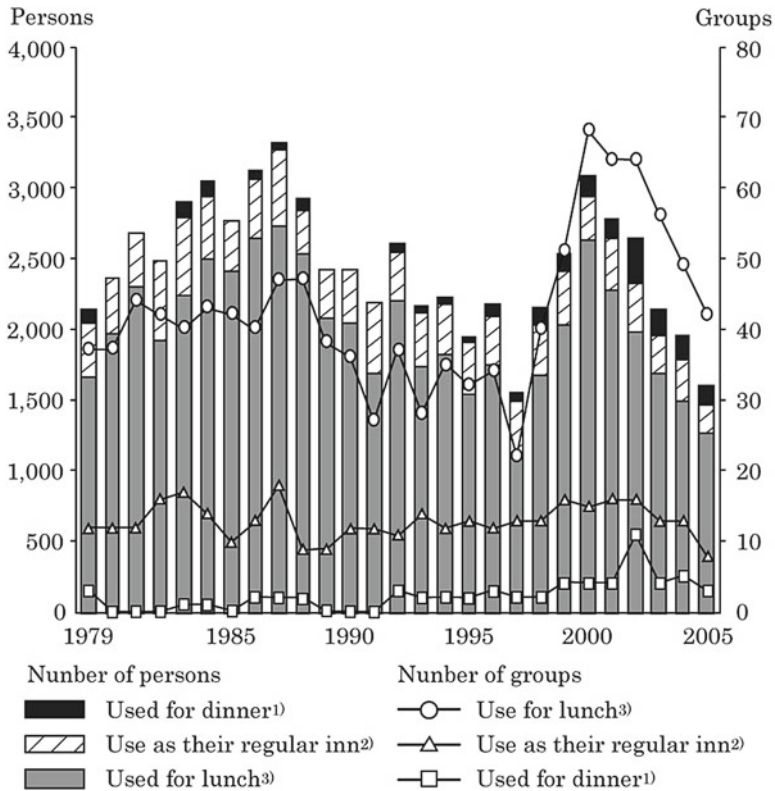 Persons
Groups
4,000
3,500
3,000
2,500
2,000
1,500
1,000
500
0
80
70
60
50
40
30
20
10
0
1979 1985 1990 1995 2000 2005
Nunber of persons
Used for dinner1)
Use as their regular inn2)
Used for lunch3)
Nunber of groups
Use for lunch3)
Use as their regular inn2)
Used for dinner1)